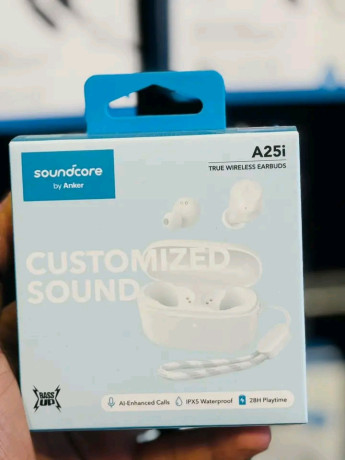 soundcore
by Anker
A25i
TRUE WIRELESS EARBUDS
CUSTOMIZED
SOUND
BASS
UP
AI-Enhanced Calls
IPX5 Waterproof
28H Playtime